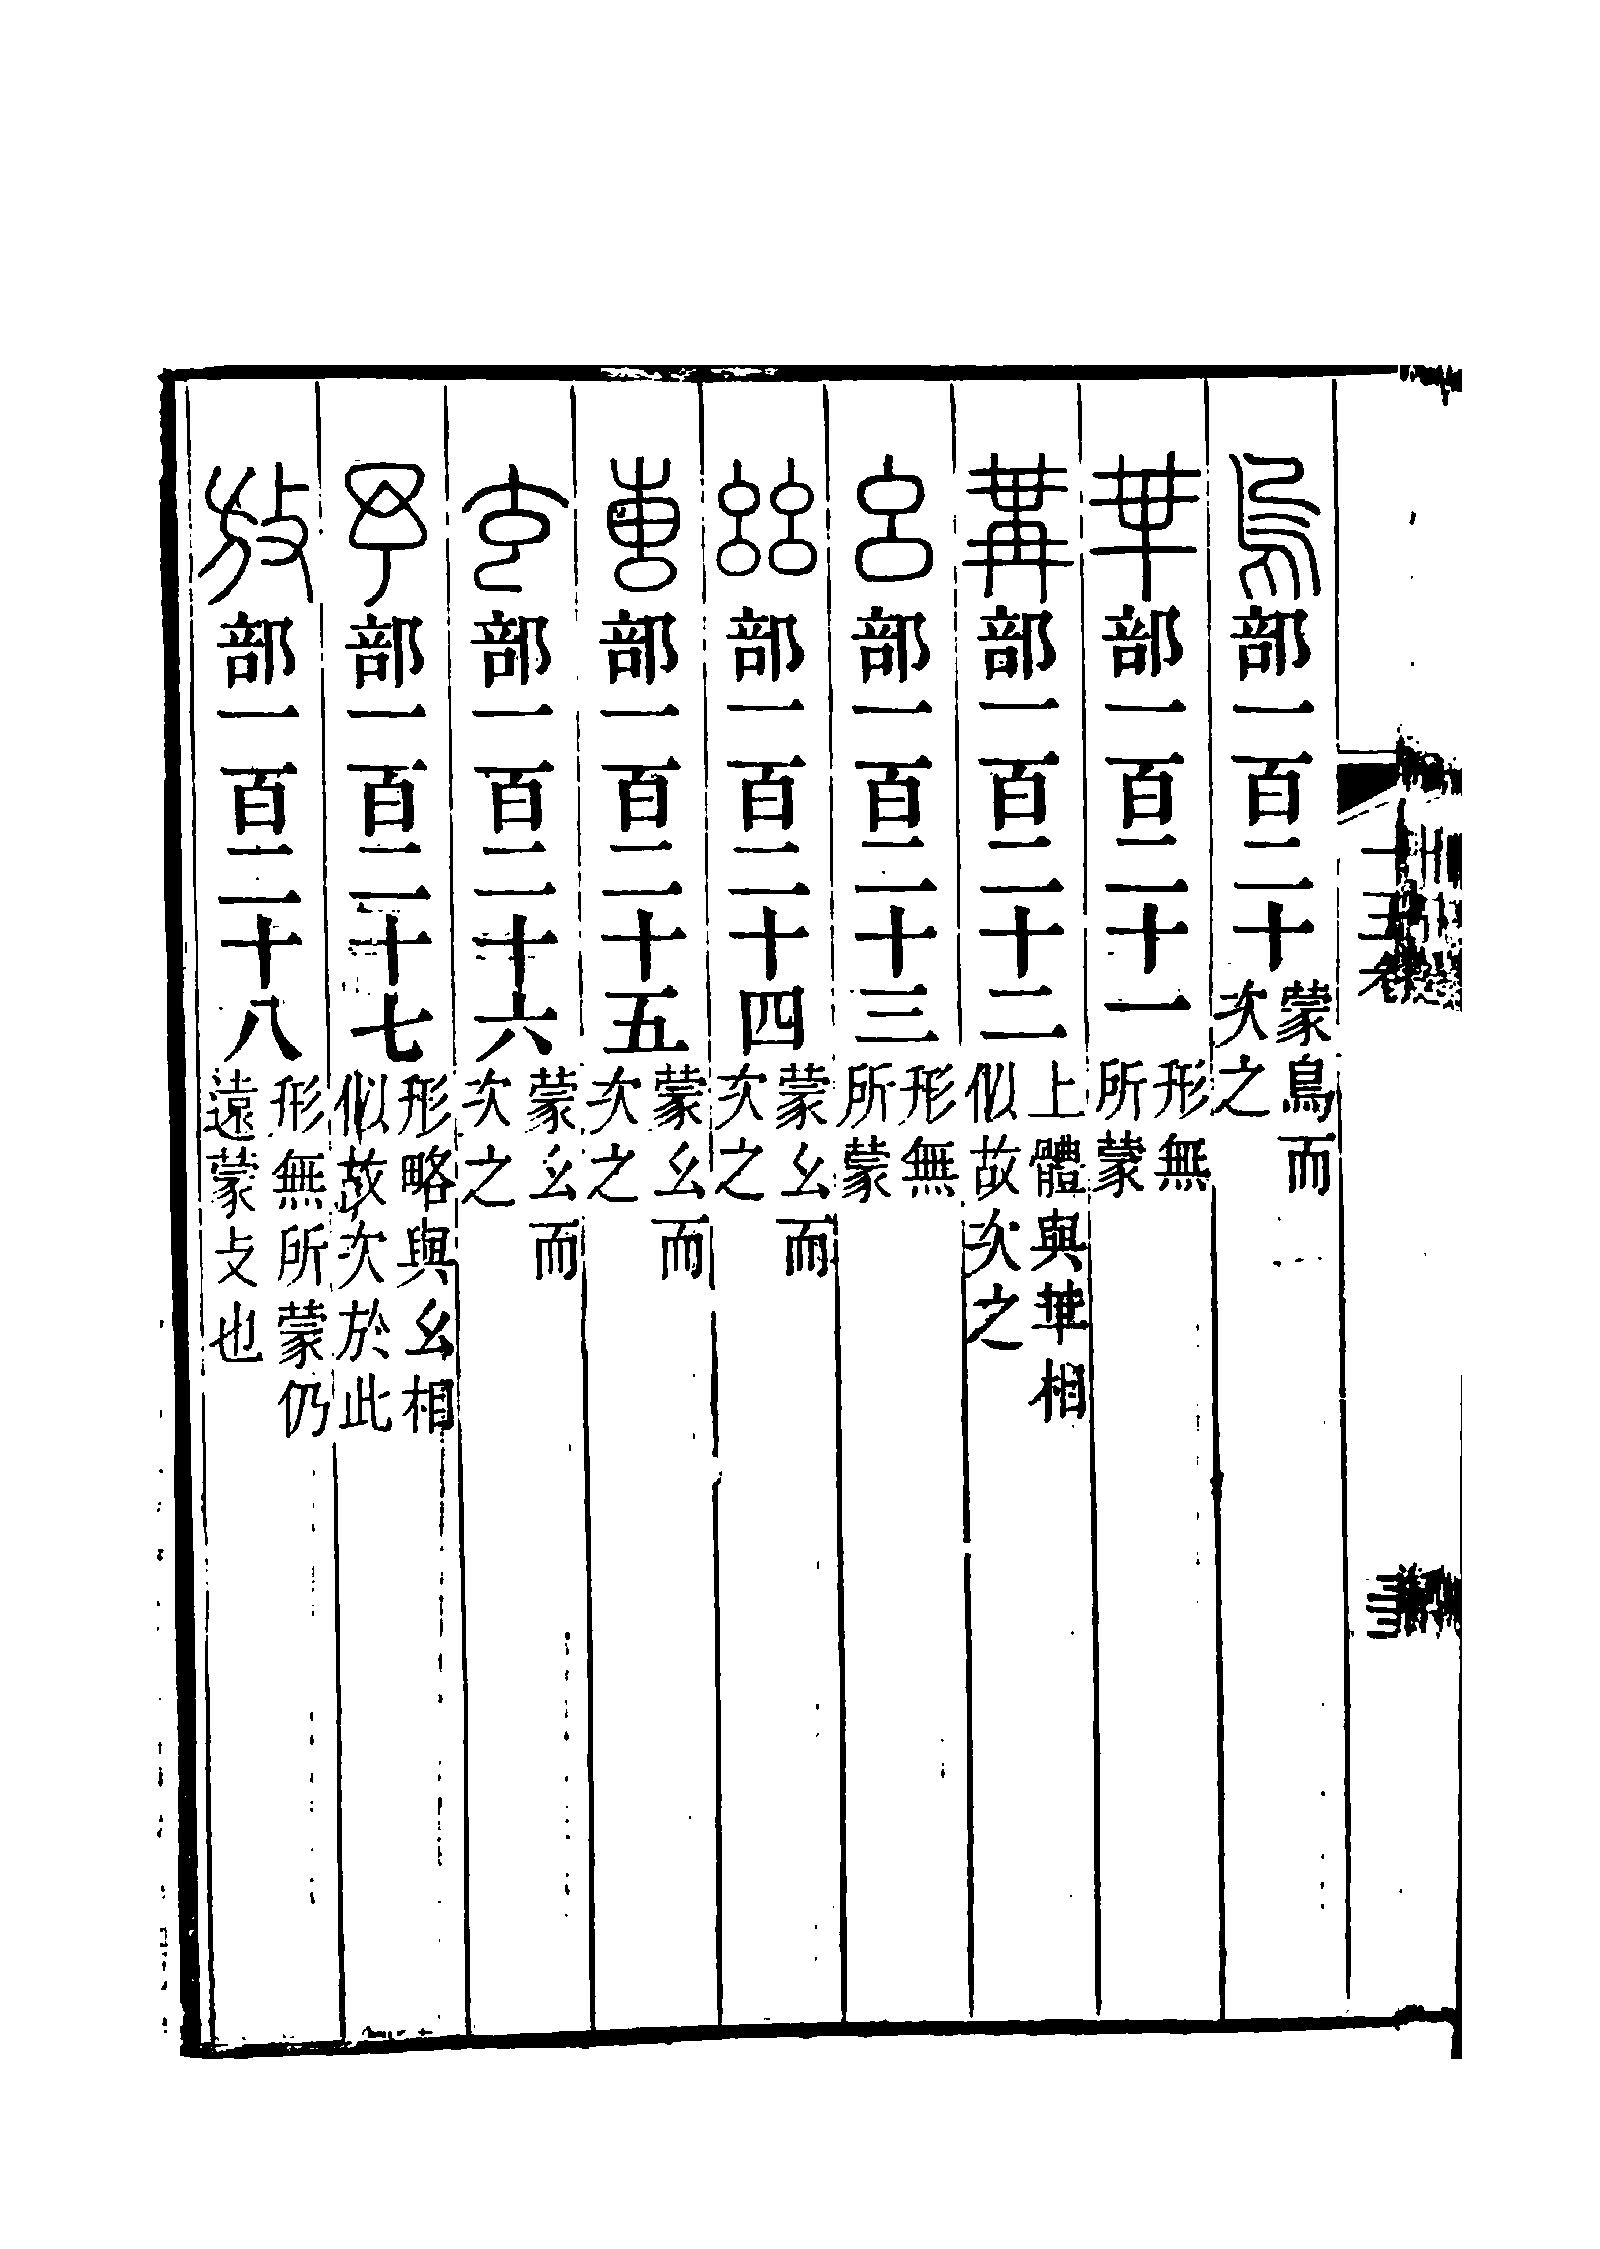 烏部一百二十蒙鳥而次之
𠦒部一百二十一形無所蒙
冓部一百二十二上體與𠦒相似故次之
幺部一百二十三形無所蒙
𢆶部一百二十四蒙幺而次之
叀部一百二十五蒙幺而次之
玄部一百二十六蒙幺而次之
予部一百二十七形略與幺相似故次於此
放部一百二十八形無所蒙仍遠蒙攴也